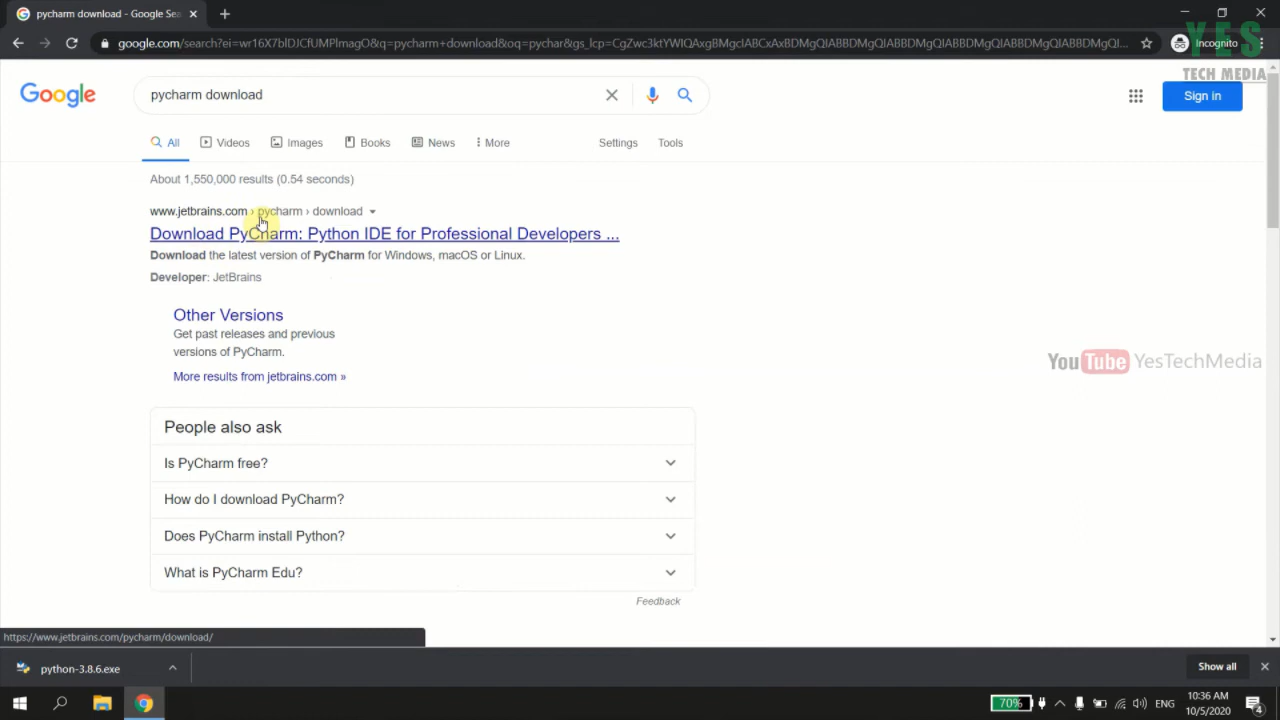 pycharm download - Google Sea
google.com/search?ei=wr16X7blDJCfUMPlmagO&q=pycharm+download&oq=pychar&gs_lcp=CgZwc3ktYWIQAxgBMgcIABCxAxBDMgQIABBDMgQIABBDMgQIABBDMgQIABBDMgQIABBDMgQIABBDMgQI...
Incognito
YES
TECH MEDIA
Google
pycharm download
Sign in
All Videos Images Books News More Settings Tools
About 1,550,000 results (0.54 seconds)
www.jetbrains.com › pycharm › download
Download PyCharm: Python IDE for Professional Developers ...
Download the latest version of PyCharm for Windows, macOS or Linux.
Developer: JetBrains
Other Versions
Get past releases and previous
versions of PyCharm.
More results from jetbrains.com »
YouTube YesTechMedia
People also ask
Is PyCharm free?
How do I download PyCharm?
Does PyCharm install Python?
What is PyCharm Edu?
Feedback
https://www.jetbrains.com/pycharm/download/
python-3.8.6.exe
Show all
70%
ENG
10:36 AM
10/5/2020
4